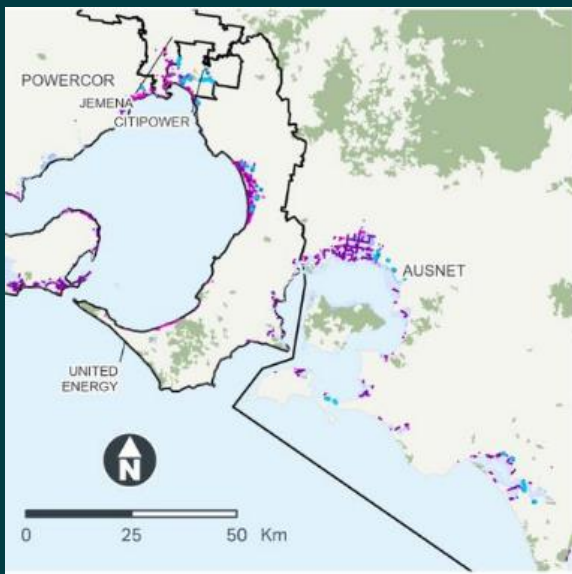 POWERCOR
JEMENA
CITIPOWER
AUSNET
UNITED
ENERGY
N
0 25 50 Km